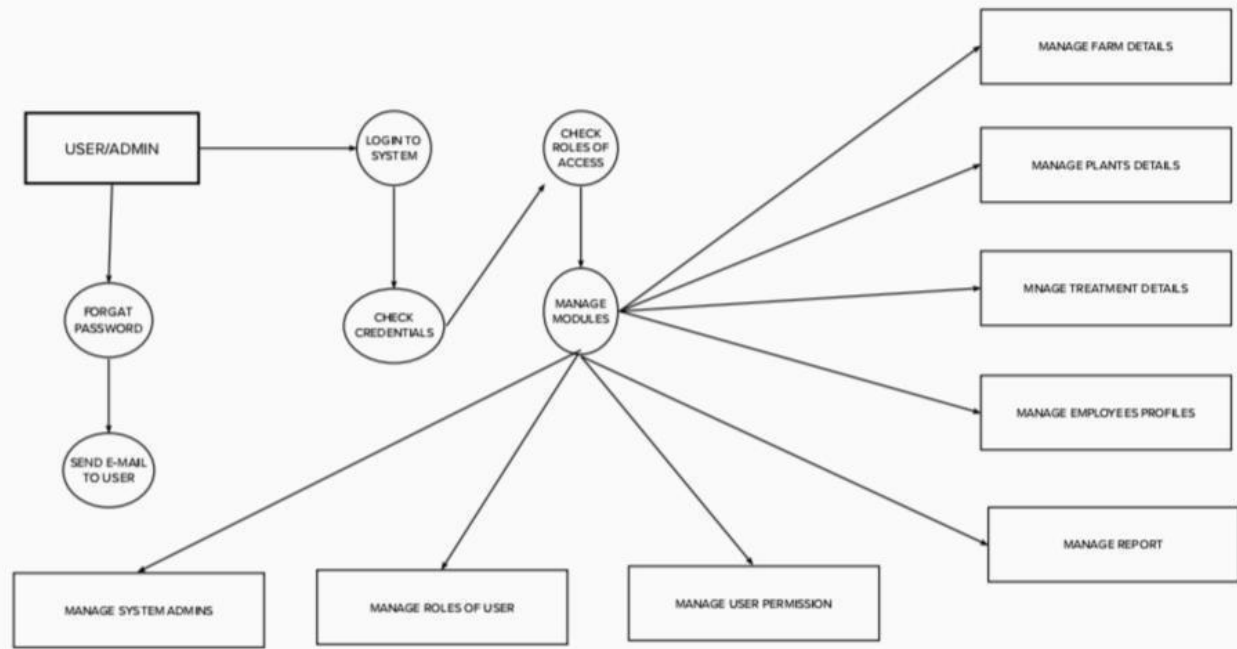 MANAGE FARM DETAILS
USER/ADMIN
LOGIN TO
SYSTEM
CHECK
ROLES OF
ACCESS
MANAGE PLANTS DETAILS
MNAGE TREATMENT DETAILS
FORGAT
PASSWORD
CHECK
CREDENTIALS
MANAGE
MODULES
MANAGE EMPLOYEES PROFILES
SEND E-MAIL
TO USER
MANAGE REPORT
MANAGE SYSTEM ADMINS
MANAGE ROLES OF USER
MANAGE USER PERMISSION